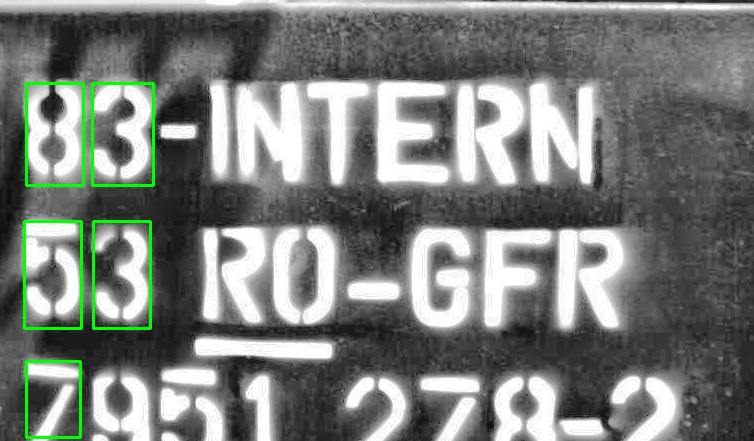 83-INTERN
53 RO-GFR
7951 278-2